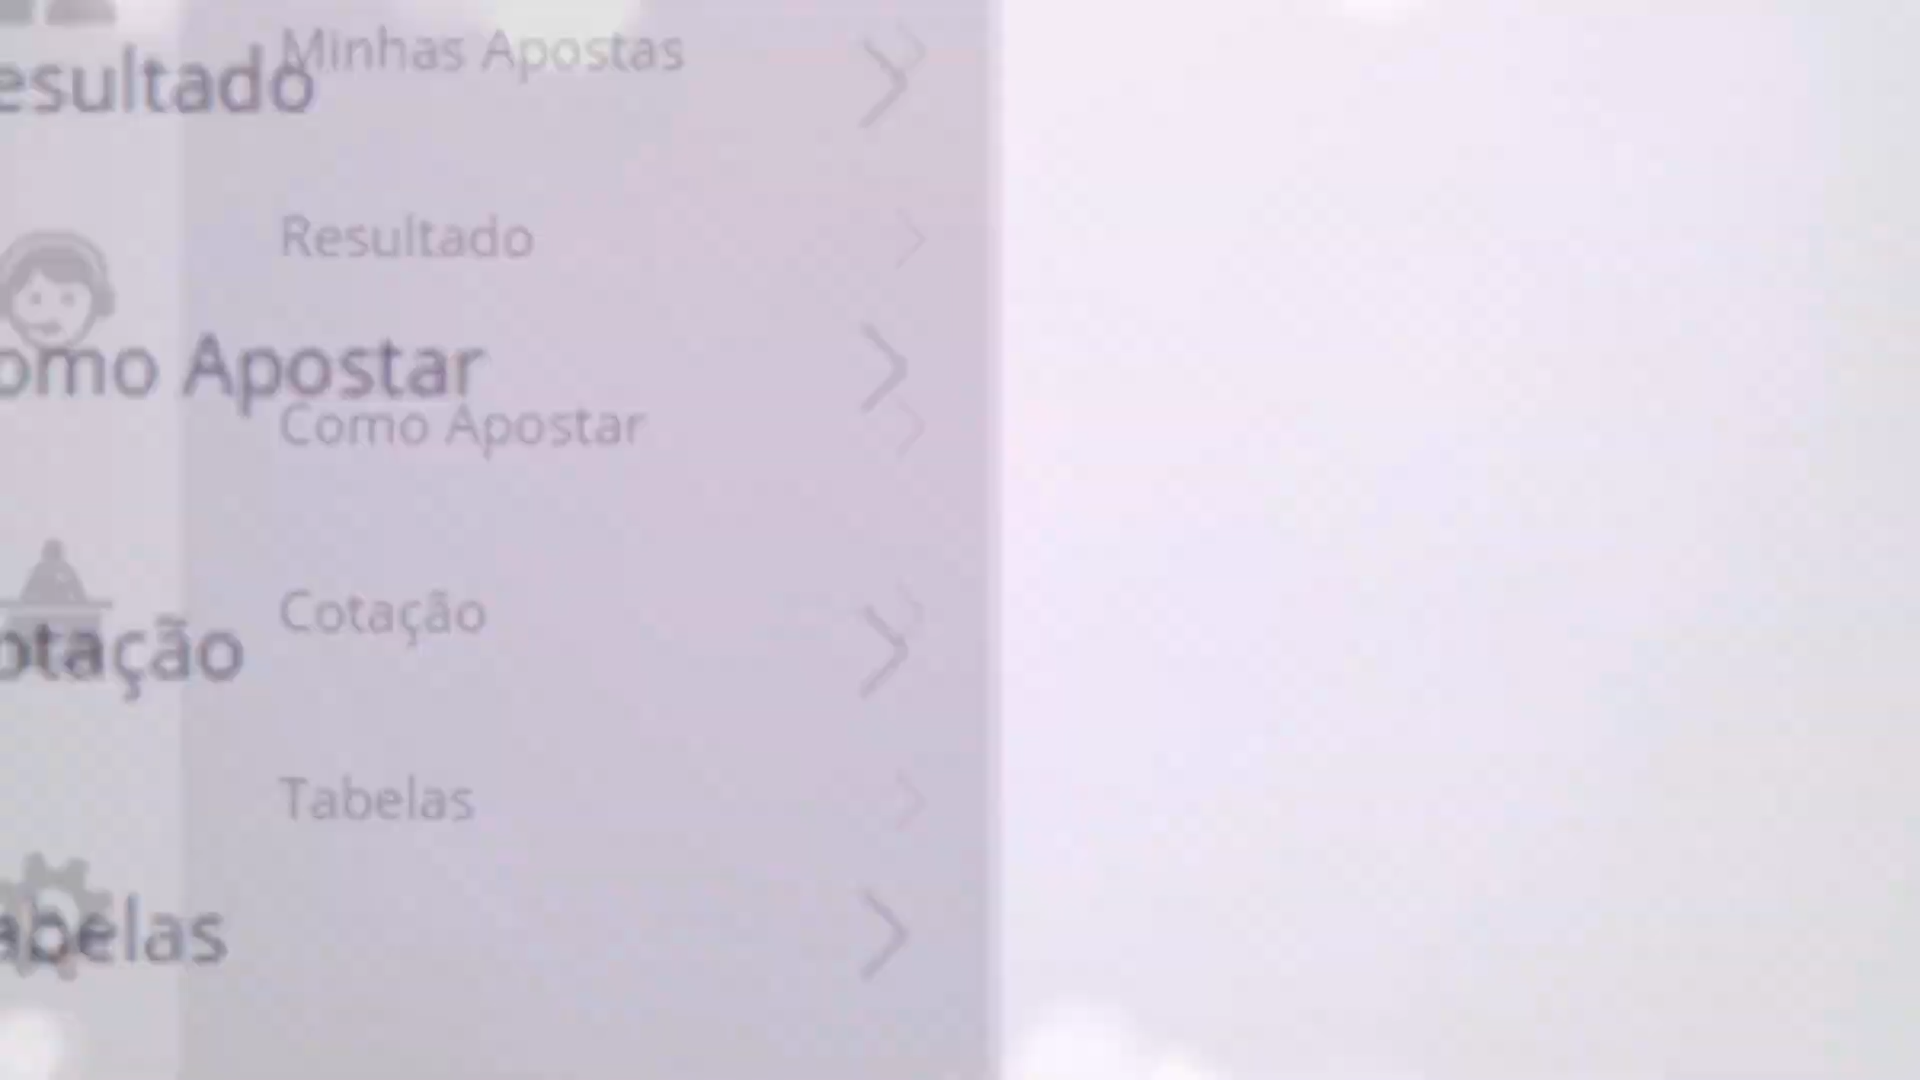 Minhas Apostas
esultado
Resultado
omo Apostar
Como Apostar
Cotação
otação
Tabelas
abelas